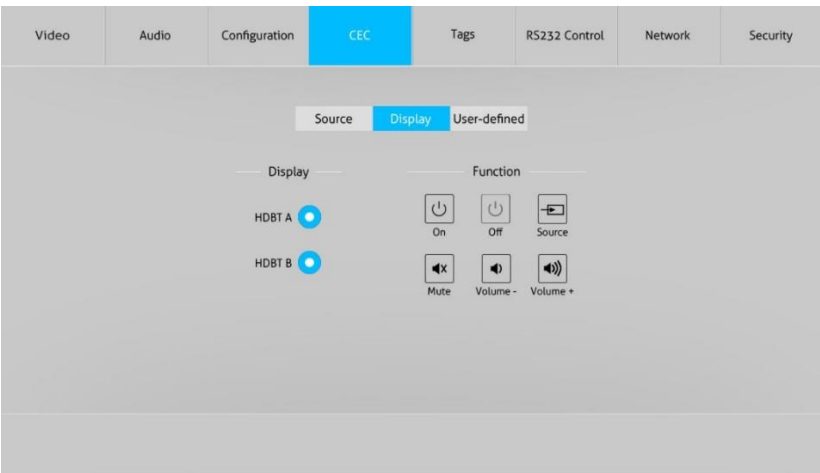 Video Audio Configuration CEC Tags RS232 Control Network Security
Source Display User-defined
Display Function
HDBT A
On Off Source
HDBT B
Mute Volume - Volume +